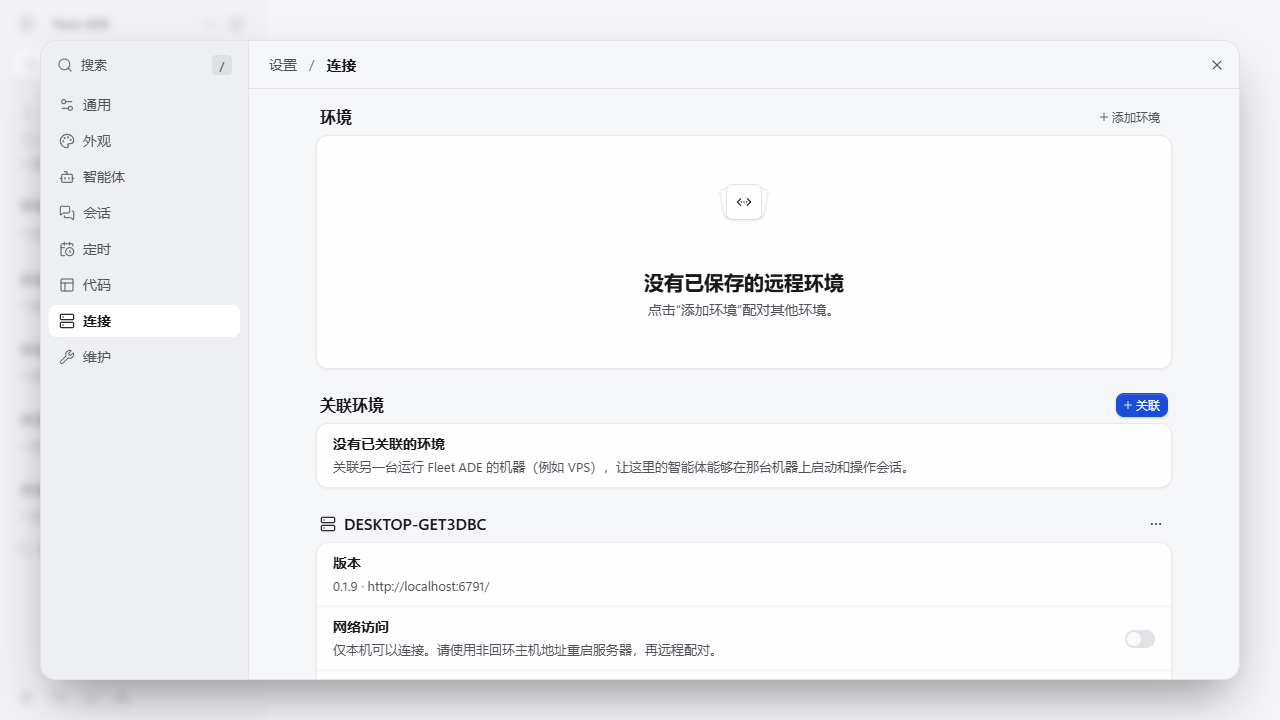 搜索
/
通用
外观
智能体
会话
定时
代码
连接
维护
设置 / 连接
环境
+ 添加环境
没有已保存的远程环境
点击“添加环境”配对其他环境。
关联环境
+ 关联
没有已关联的环境
关联另一台运行 Fleet ADE 的机器（例如 VPS），让这里的智能体能够在那台机器上启动和操作会话。
DESKTOP-GET3DBC
版本
0.1.9 · http://localhost:6791/
网络访问
仅本机可以连接。请使用非回环主机地址重启服务器，再远程配对。